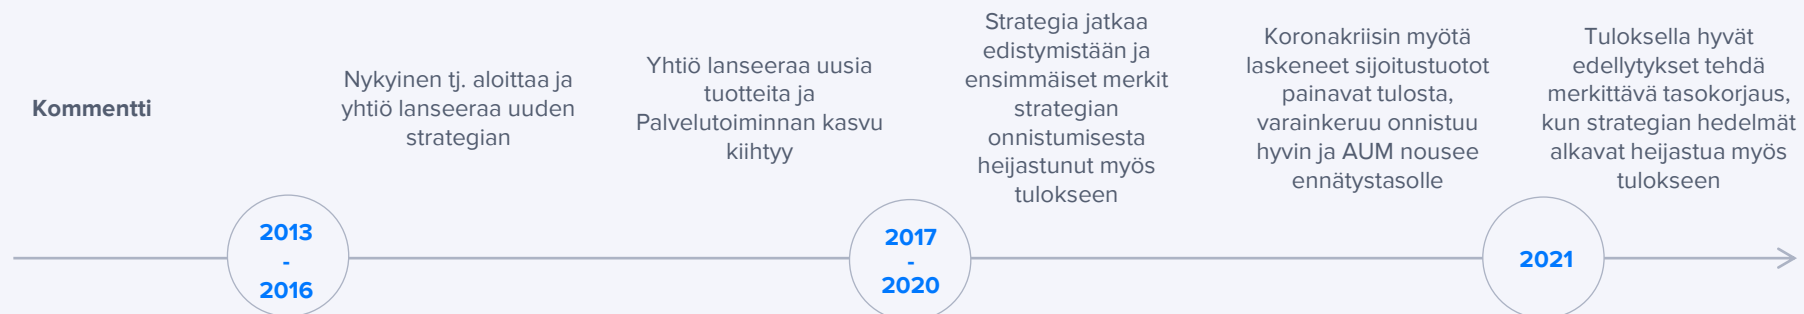 Kommentti
Nykyinen tj. aloittaa ja
yhtiö lanseeraa uuden
strategian
Yhtiö lanseeraa uusia
tuotteita ja
Palvelutoiminnan kasvu
kiihtyy
Strategia jatkaa
edistymistään ja
ensimmäiset merkit
strategian
onnistumisesta
heijastunut myös
tulokseen
Koronakriisin myötä
laskeneet sijoitustuotot
painavat tulosta,
varainkeruu onnistuu
hyvin ja AUM nousee
ennätystasolle
Tuloksella hyvät
edellytykset tehdä
merkittävä tasokorjaus,
kun strategian hedelmät
alkavat heijastua myös
tulokseen
2013
-
2016
2017
-
2020
2021